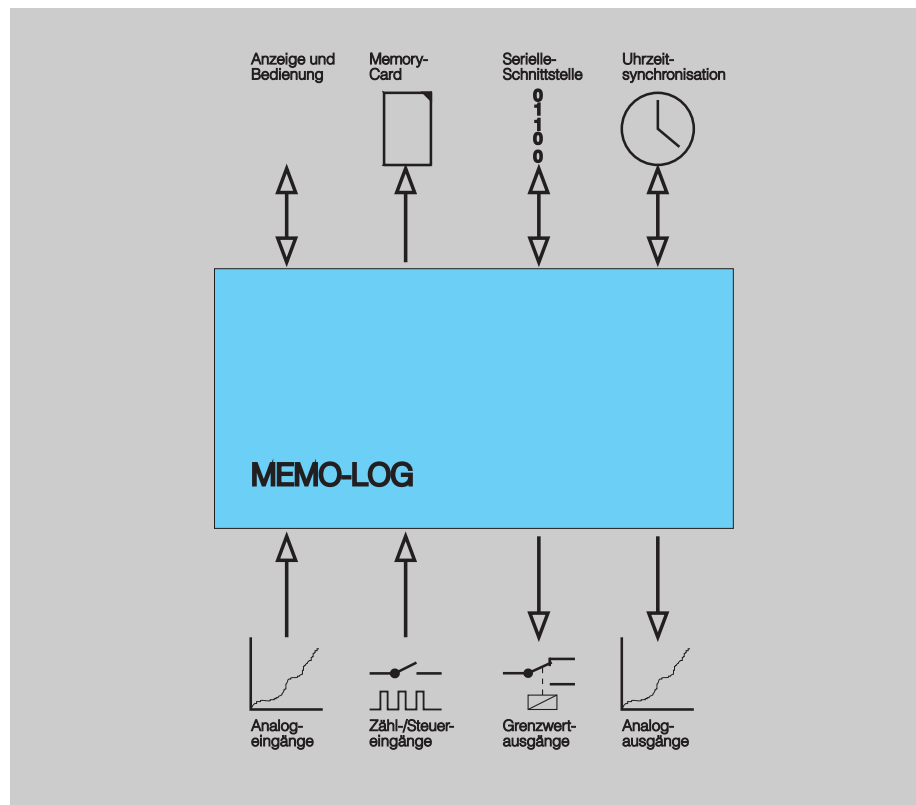 Anzeige und
Bedienung
Memory-
Card
Serielle-
Schnittstelle
Uhrzeit-
synchronisation
0
1
1
0
0
MEMO-LOG
Analog-
eingänge
Zähl-/Steuer-
eingänge
Grenzwert-
ausgänge
Analog-
ausgänge